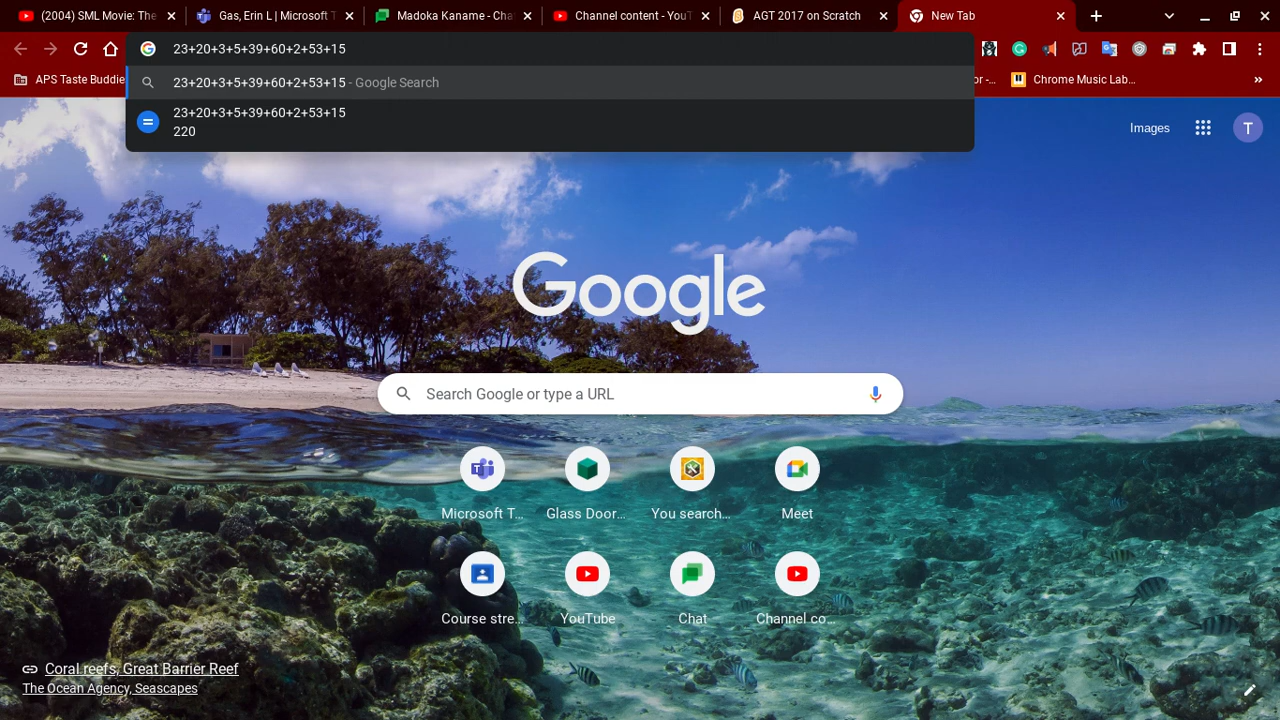 (2004) SML Movie: The
Gas, Erin L | Microsoft T
Madoka Kaname - Cha
Channel content - YouT
AGT 2017 on Scratch
New Tab
23+20+3+5+39+60+2+53+15
APS Taste Buddie
23+20+3+5+39+60+2+53+15 - Google Search
or -...
Chrome Music Lab...
23+20+3+5+39+60+2+53+15
220
Images
T
Google
Search Google or type a URL
Microsoft T...
Glass Door...
You search...
Meet
Course stre...
YouTube
Chat
Channel co...
Coral reefs, Great Barrier Reef
The Ocean Agency, Seascapes